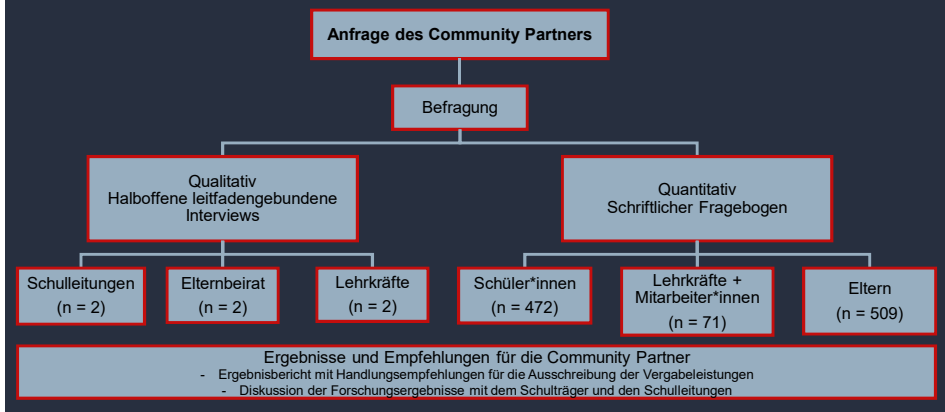 Anfrage des Community Partners
Befragung
Qualitativ
Halboffene leitfadengebundene
Interviews
Quantitativ
Schriftlicher Fragebogen
Schulleitungen
(n = 2)
Elternbeirat
(n = 2)
Lehrkräfte
(n = 2)
Schüler*innen
(n = 472)
Lehrkräfte +
Mitarbeiter*innen
(n = 71)
Eltern
(n = 509)
Ergebnisse und Empfehlungen für die Community Partner
- Ergebnisbericht mit Handlungsempfehlungen für die Ausschreibung der Vergabeleistungen
- Diskussion der Forschungsergebnisse mit dem Schulträger und den Schulleitungen